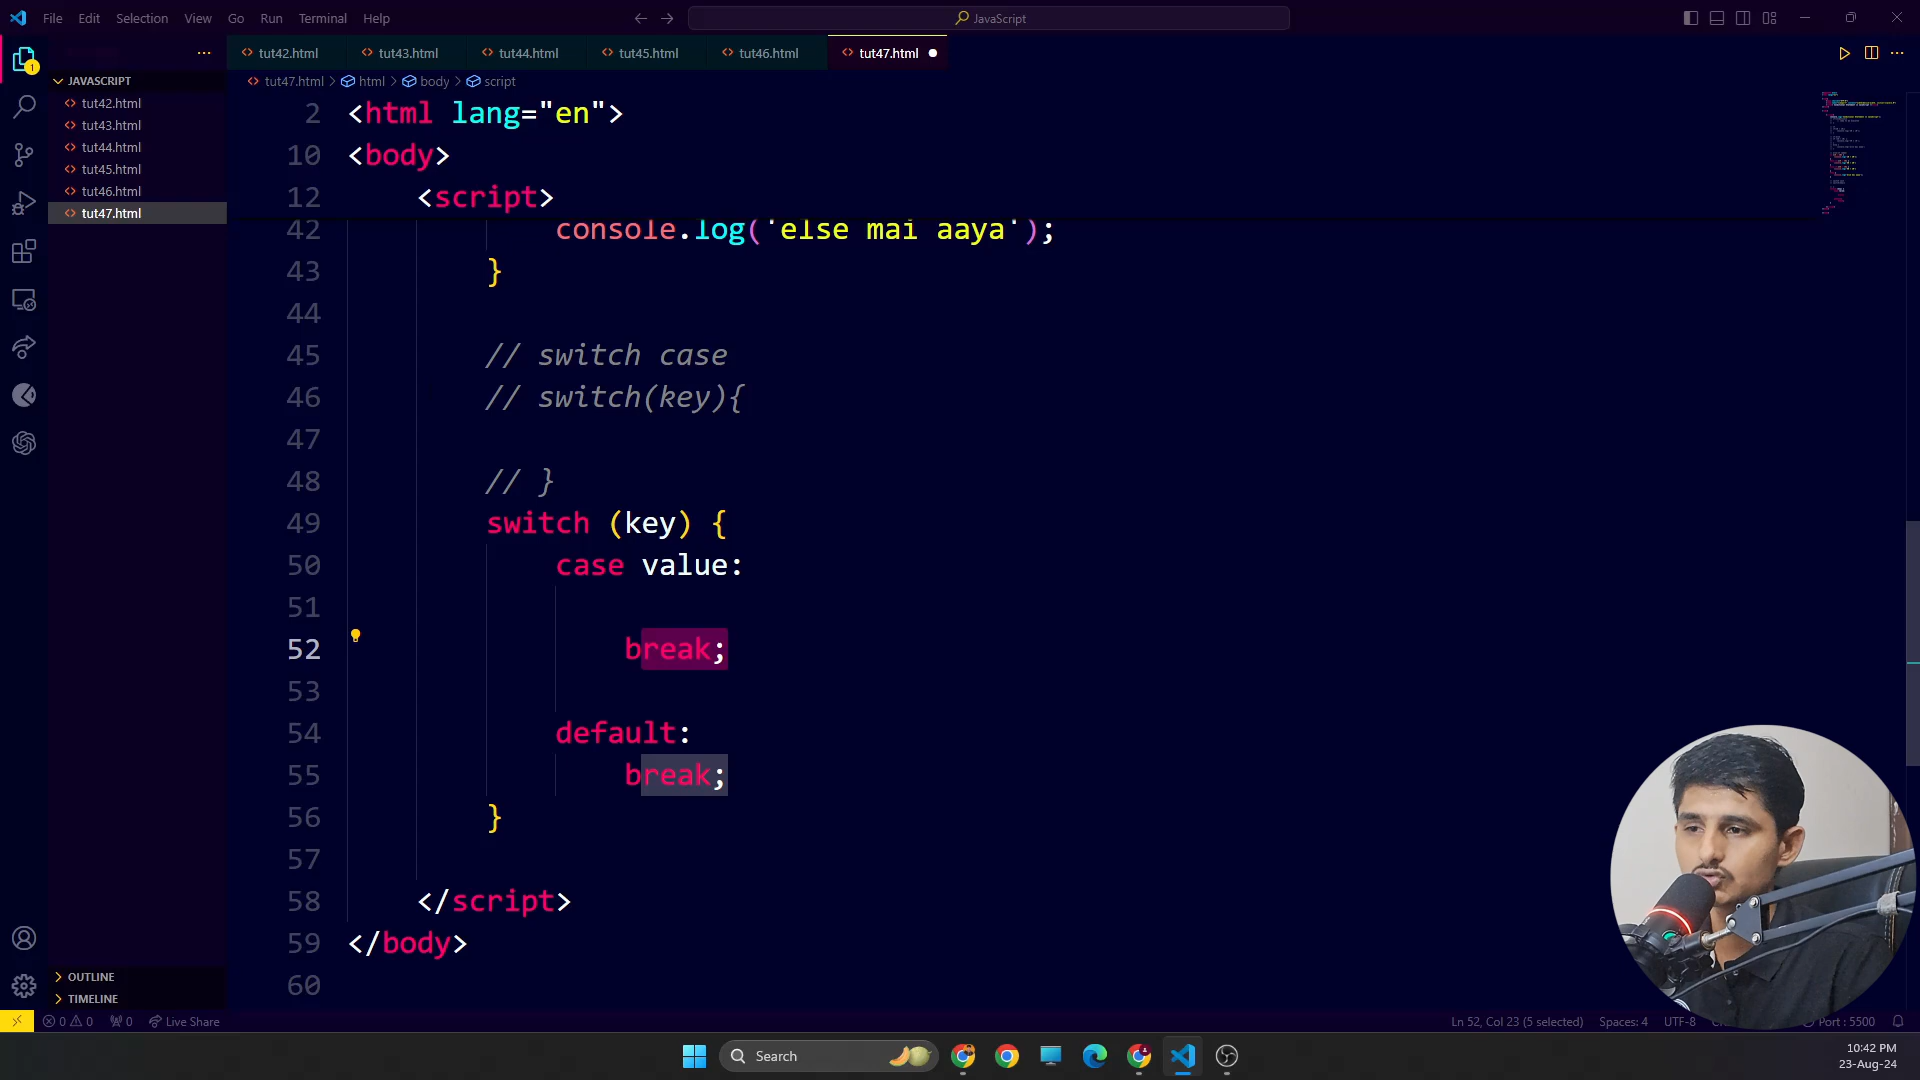 File Edit Selection View Go Run Terminal Help
JavaScript
tut42.html tut43.html tut44.html tut45.html tut46.html tut47.html
tut47.html > html > body > script
1
JAVASCRIPT
tut42.html
tut43.html
tut44.html
tut45.html
tut46.html
tut47.html
2 <html lang="en">
10 <body>
12 <script>
42 console.log('else mai aaya');
43 }
44
45 // switch case
46 // switch(key){
47
48 // }
49 switch (key) {
50 case value:
51
52 break;
53
54 default:
55 break;
56 }
57
58 </script>
59 </body>
60
OUTLINE
TIMELINE
0 0 0 Live Share
Ln 52, Col 23 (5 selected) Spaces: 4 UTF-8 Port : 5500
Search
10:42 PM
23-Aug-24